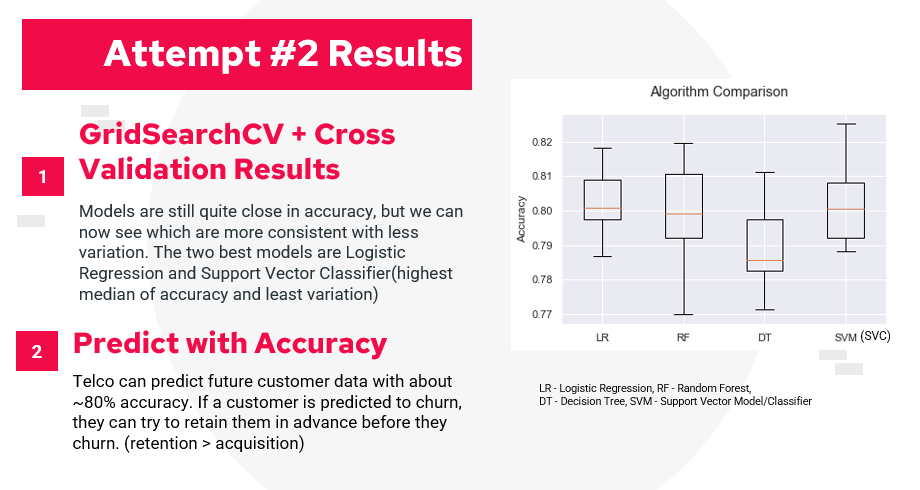 Attempt #2 Results
1
GridSearchCV + Cross
Validation Results
Models are still quite close in accuracy, but we can
now see which are more consistent with less
variation. The two best models are Logistic
Regression and Support Vector Classifier(highest
median of accuracy and least variation)
2
Predict with Accuracy
Telco can predict future customer data with about
~80% accuracy. If a customer is predicted to churn,
they can try to retain them in advance before they
churn. (retention > acquisition)
Algorithm Comparison
Accuracy
0.82
0.81
0.80
0.79
0.78
0.77
LR RF DT SVM (SVC)
LR - Logistic Regression, RF - Random Forest,
DT - Decision Tree, SVM - Support Vector Model/Classifier